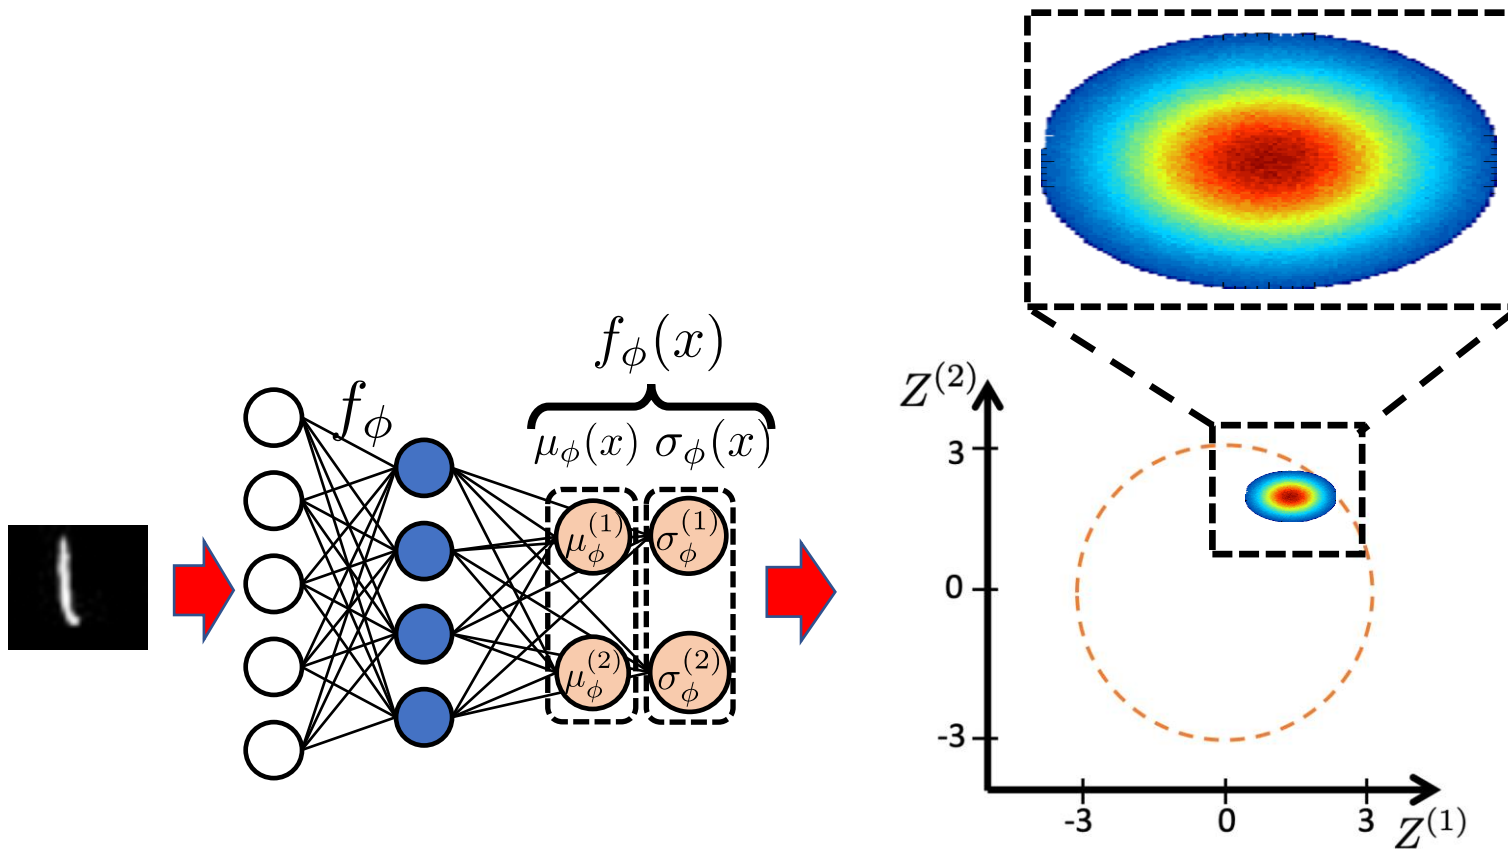 f_ϕ(x)
f_ϕ
μ_ϕ(x) σ_ϕ(x)
μ_ϕ^(1) σ_ϕ^(1)
μ_ϕ^(2) σ_ϕ^(2)
Z^(2)
3
0
-3
-3 0 3
Z^(1)